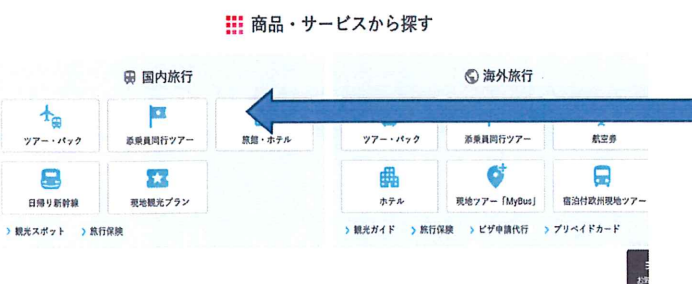 商品・サービスから探す
国内旅行
ツアー・パック
添乗員同行ツアー
旅館・ホテル
日帰り新幹線
現地観光プラン
> 観光スポット > 旅行保険
海外旅行
ツアー・パック
添乗員同行ツアー
航空券
ホテル
現地ツアー「MyBus」
宿泊付欧州現地ツアー
> 観光ガイド > 旅行保険 > ビザ申請代行 > プリペイドカード